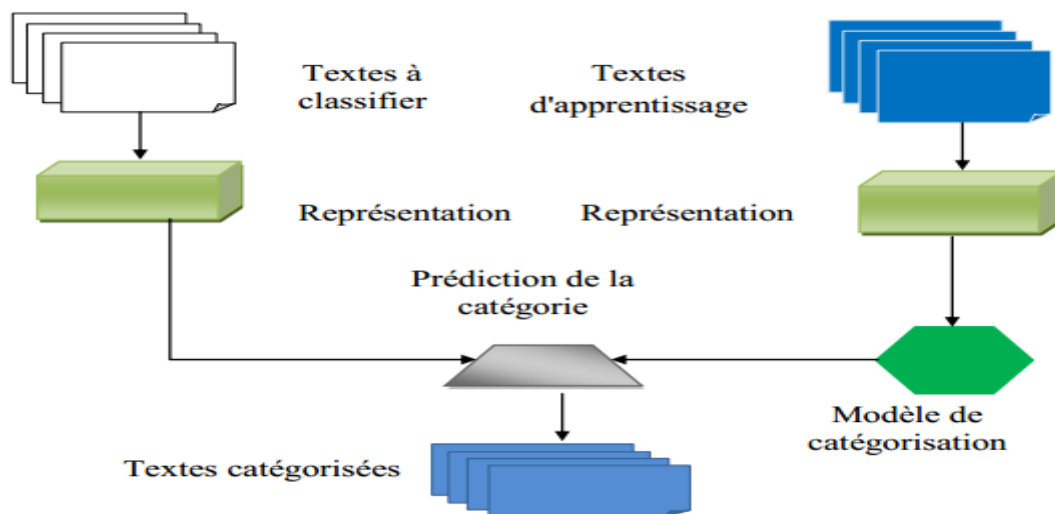 Textes à
classifier
Textes
d'apprentissage
Représentation
Représentation
Prédiction de la
catégorie
Modèle de
catégorisation
Textes catégorisées